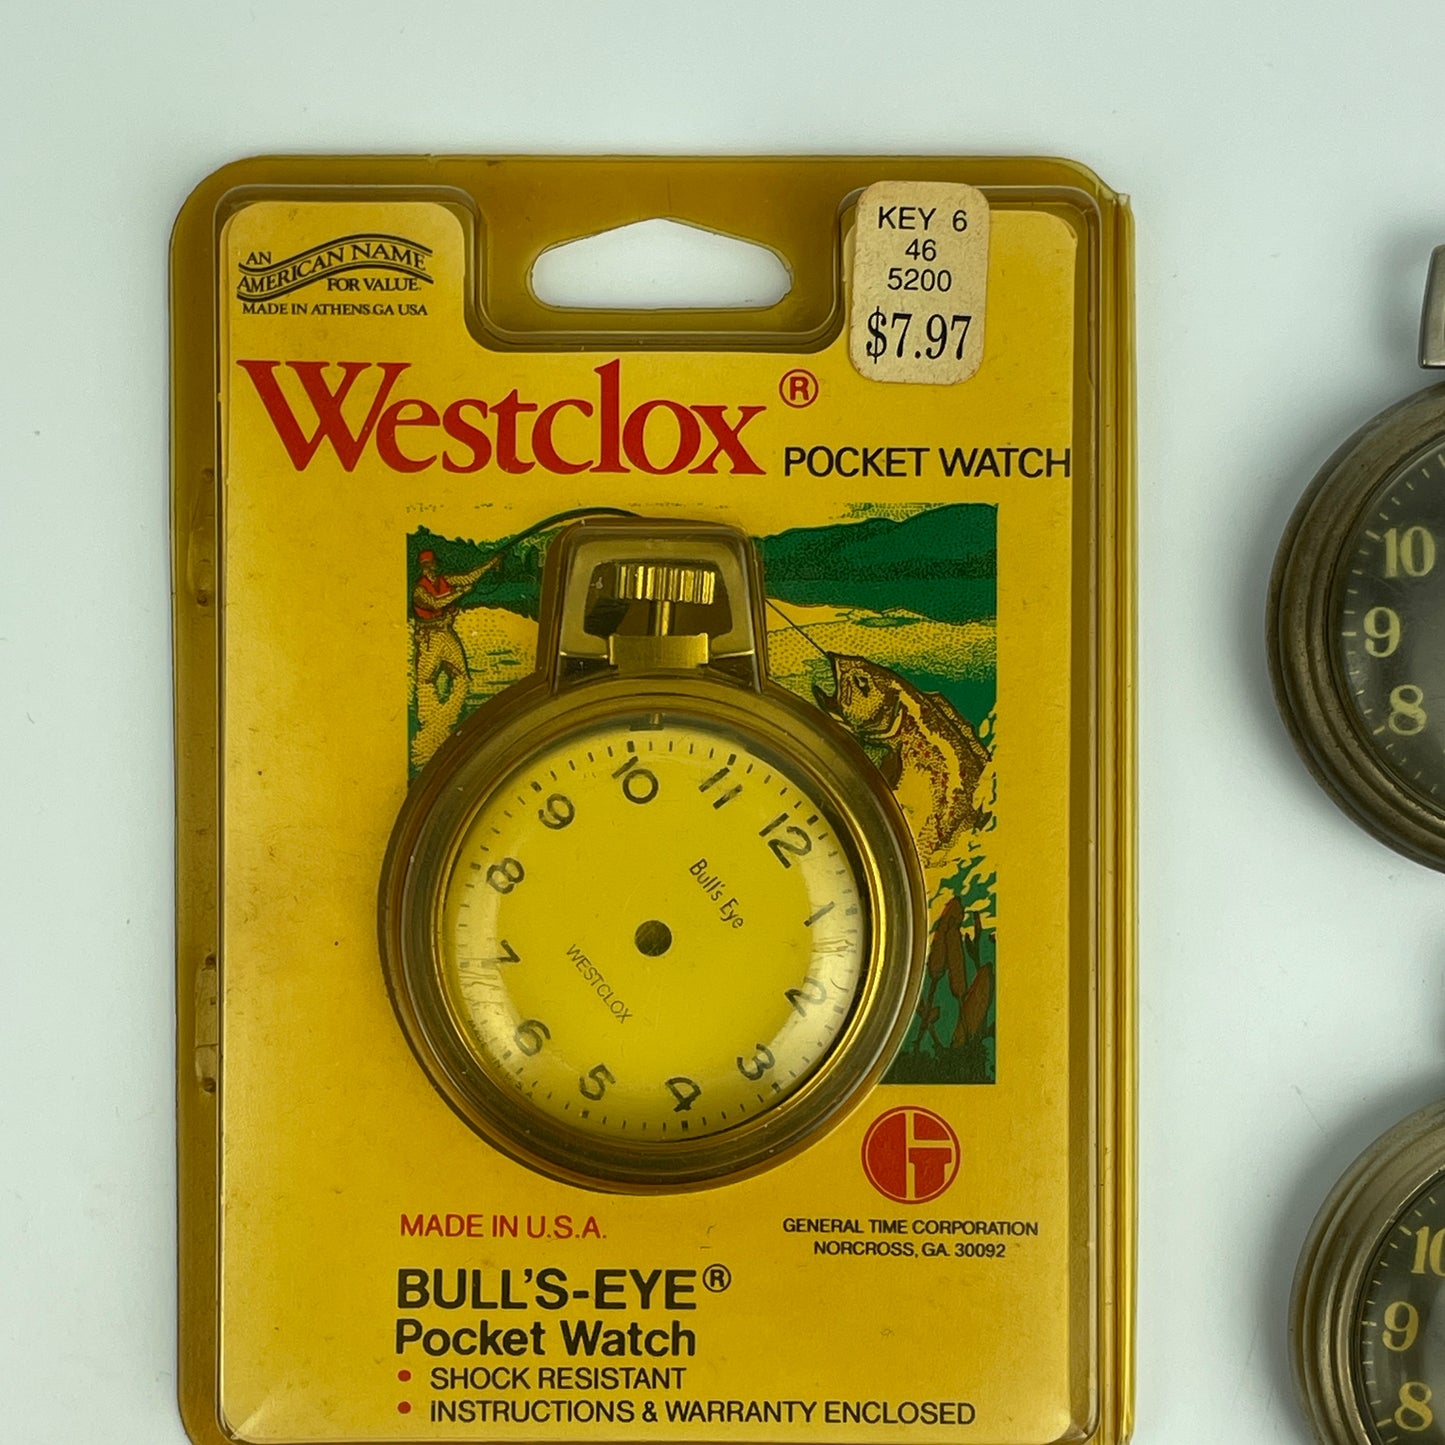 AN
AMERICAN NAME
FOR VALUE
MADE IN ATHENS.GA USA
KEY 6
46
5200
$7.97
Westclox®
POCKET WATCH
10
11
12
1
2
3
4
5
6
7
8
9
Bull's Eye
WESTCLOX
G
MADE IN U.S.A.
GENERAL TIME CORPORATION
NORCROSS, GA 30092
BULL'S-EYE®
Pocket Watch
• SHOCK RESISTANT
• INSTRUCTIONS & WARRANTY ENCLOSED
10
9
8
10
9
8